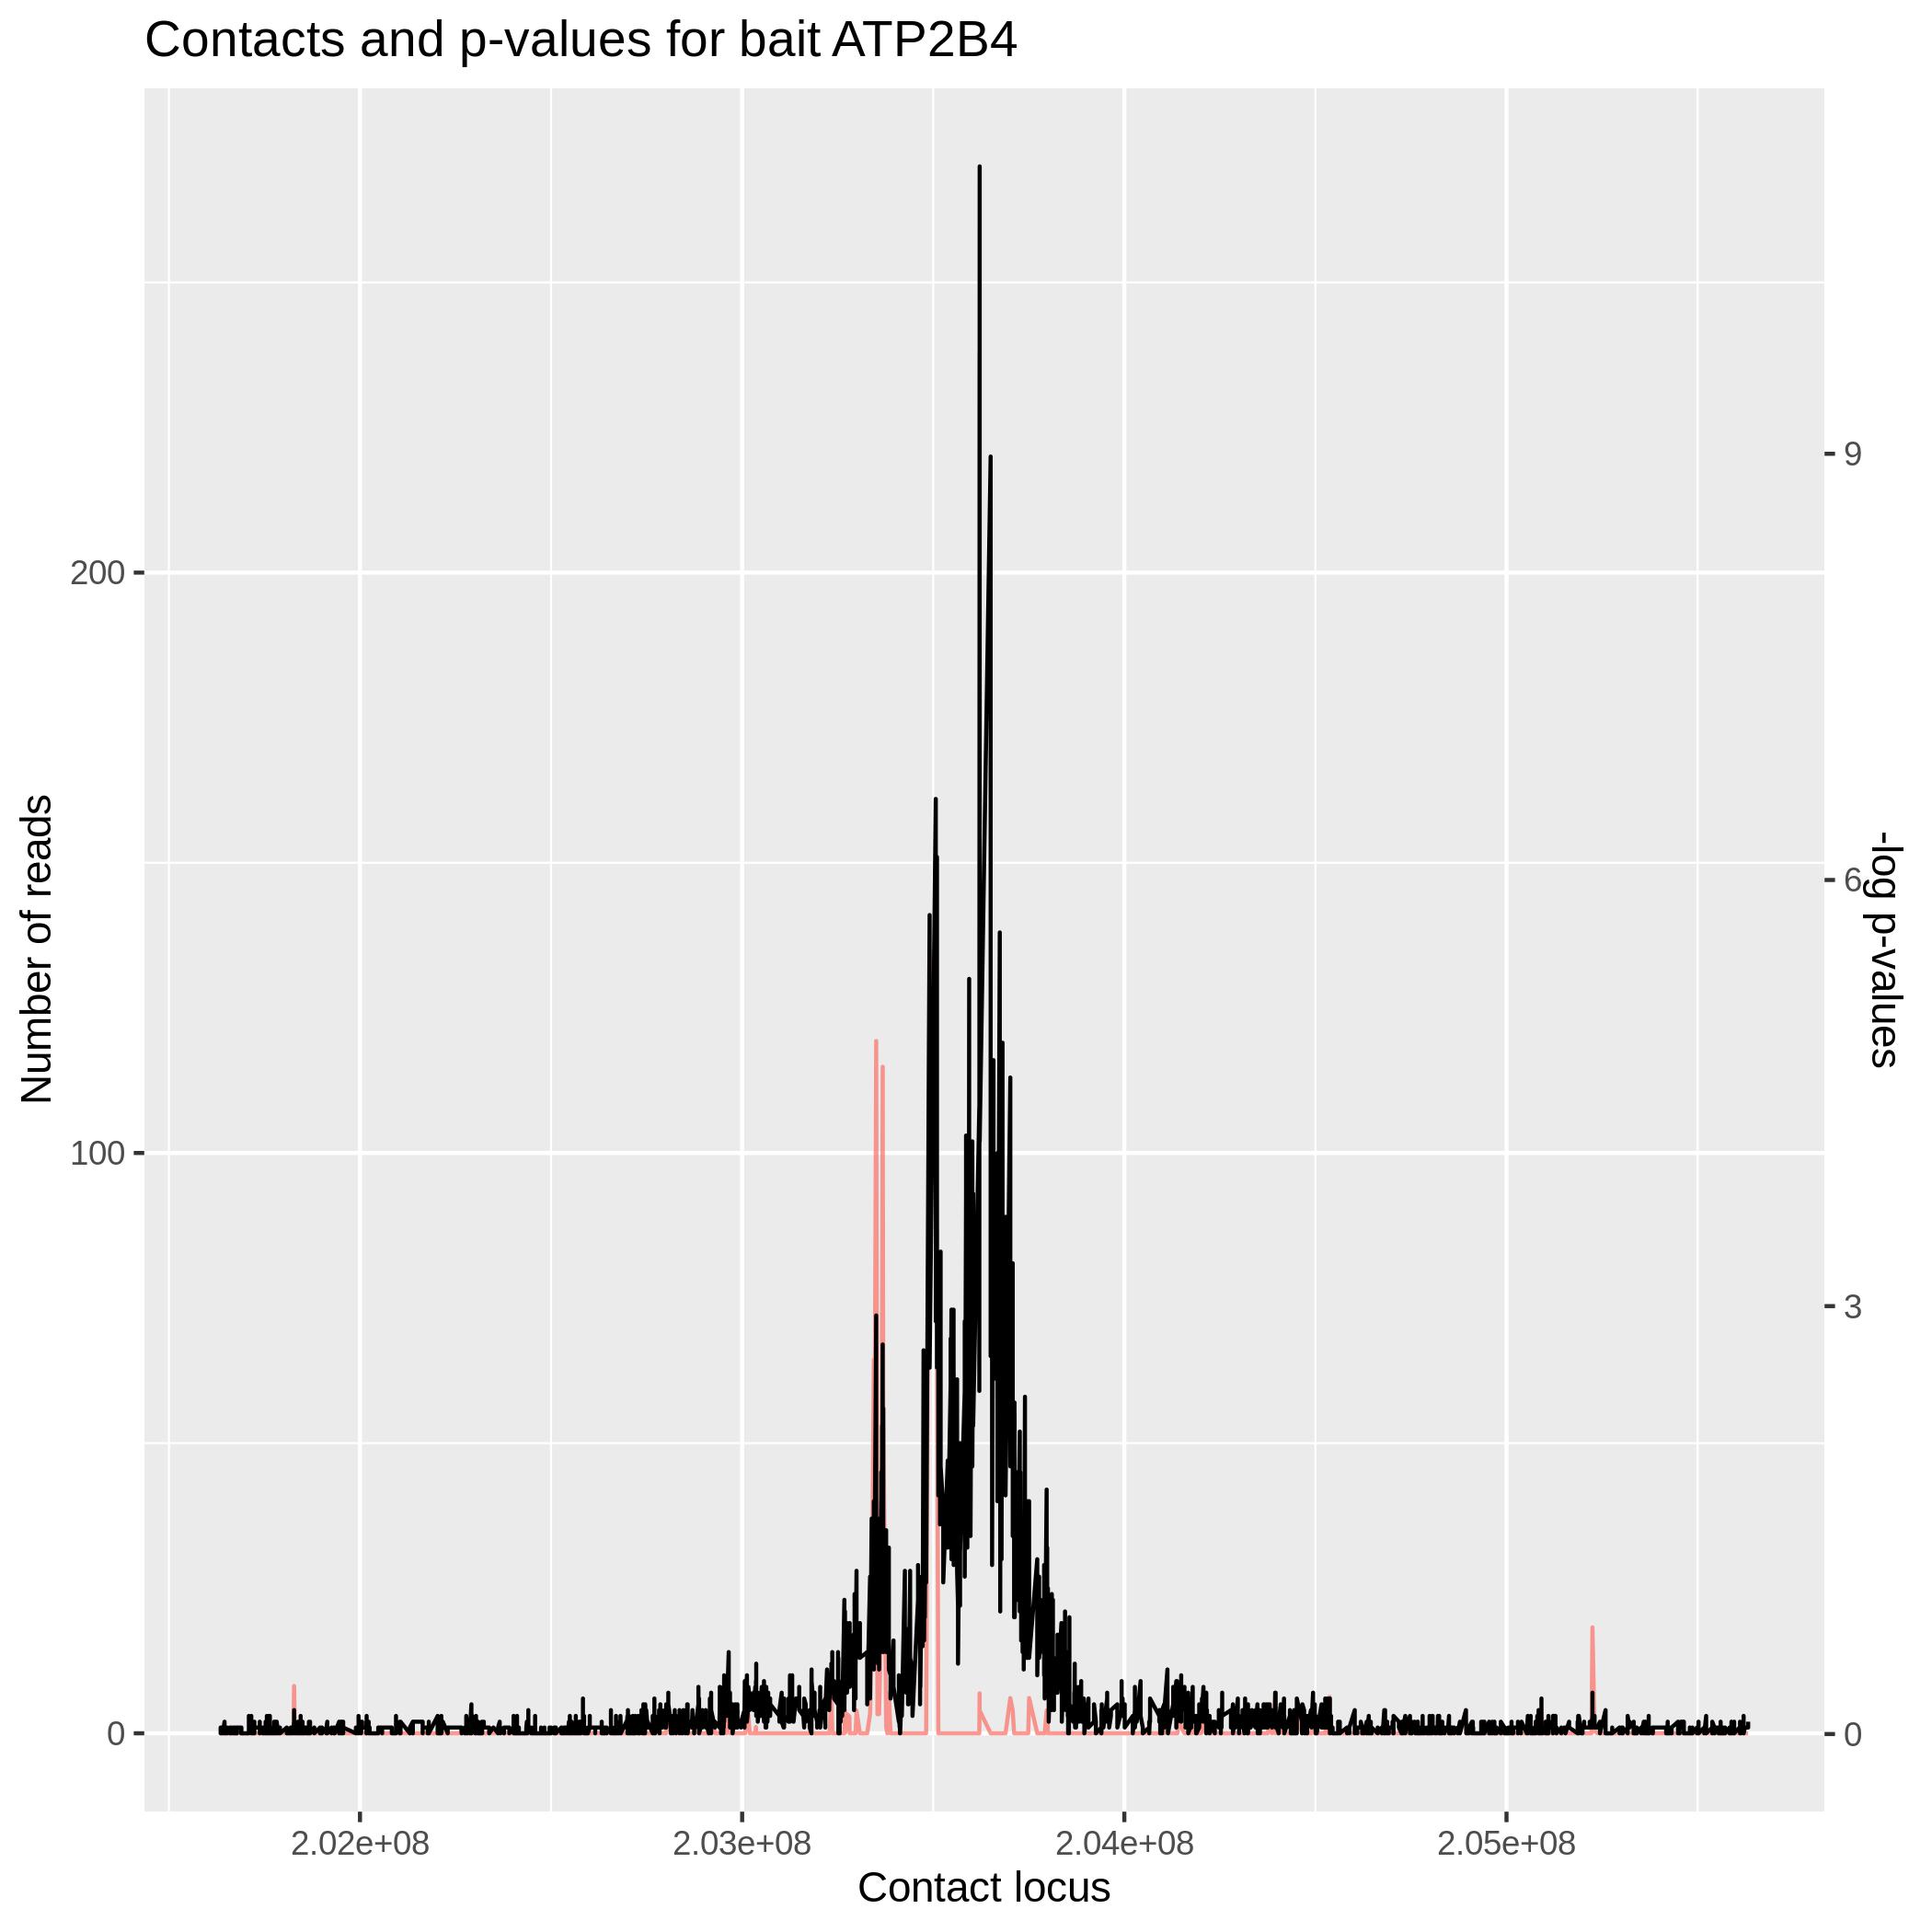 Contacts and p-values for bait ATP2B4
Number of reads
200
100
0
9
6
3
0
-log p-values
2.02e+08 2.03e+08 2.04e+08 2.05e+08
Contact locus